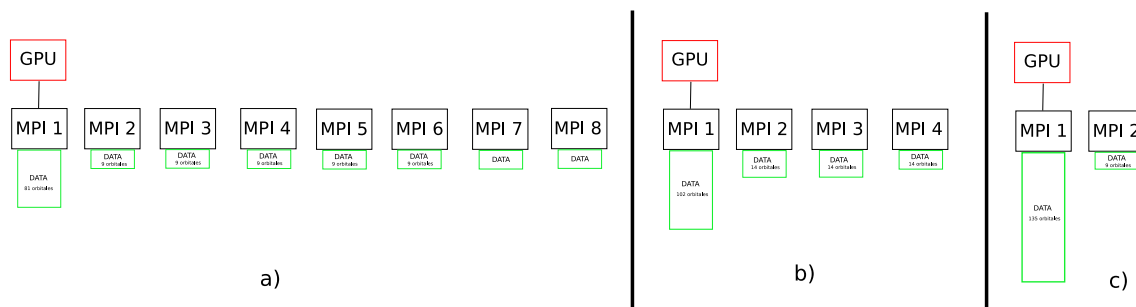 GPU
MPI 1
MPI 2
MPI 3
MPI 4
MPI 5
MPI 6
MPI 7
MPI 8
DATA
81 orbitales
DATA
9 orbitales
DATA
9 orbitales
DATA
9 orbitales
DATA
9 orbitales
DATA
9 orbitales
DATA
DATA
a)
GPU
MPI 1
MPI 2
MPI 3
MPI 4
DATA
102 orbitales
DATA
14 orbitales
DATA
14 orbitales
DATA
14 orbitales
b)
GPU
MPI 1
MPI 2
DATA
135 orbitales
DATA
9 orbitales
c)